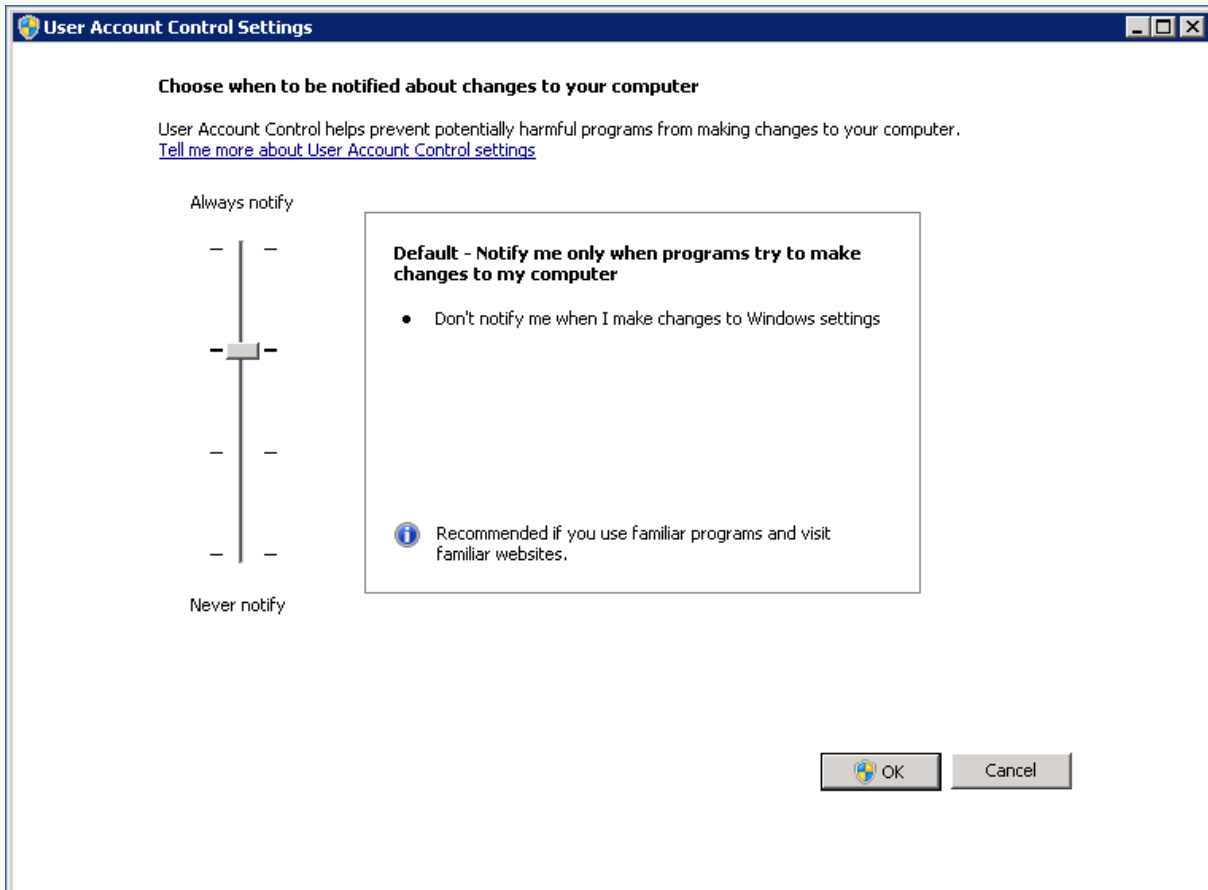 User Account Control Settings
Choose when to be notified about changes to your computer
User Account Control helps prevent potentially harmful programs from making changes to your computer.
Tell me more about User Account Control settings
Always notify
Default - Notify me only when programs try to make
changes to my computer
• Don't notify me when I make changes to Windows settings
Recommended if you use familiar programs and visit
familiar websites.
Never notify
OK
Cancel